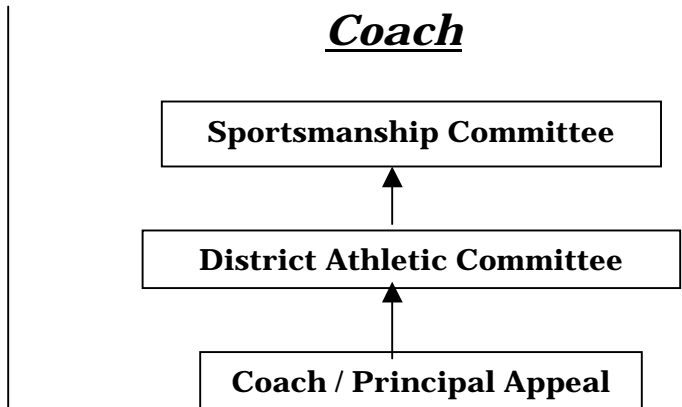 Coach
Sportsmanship Committee
District Athletic Committee
Coach / Principal Appeal